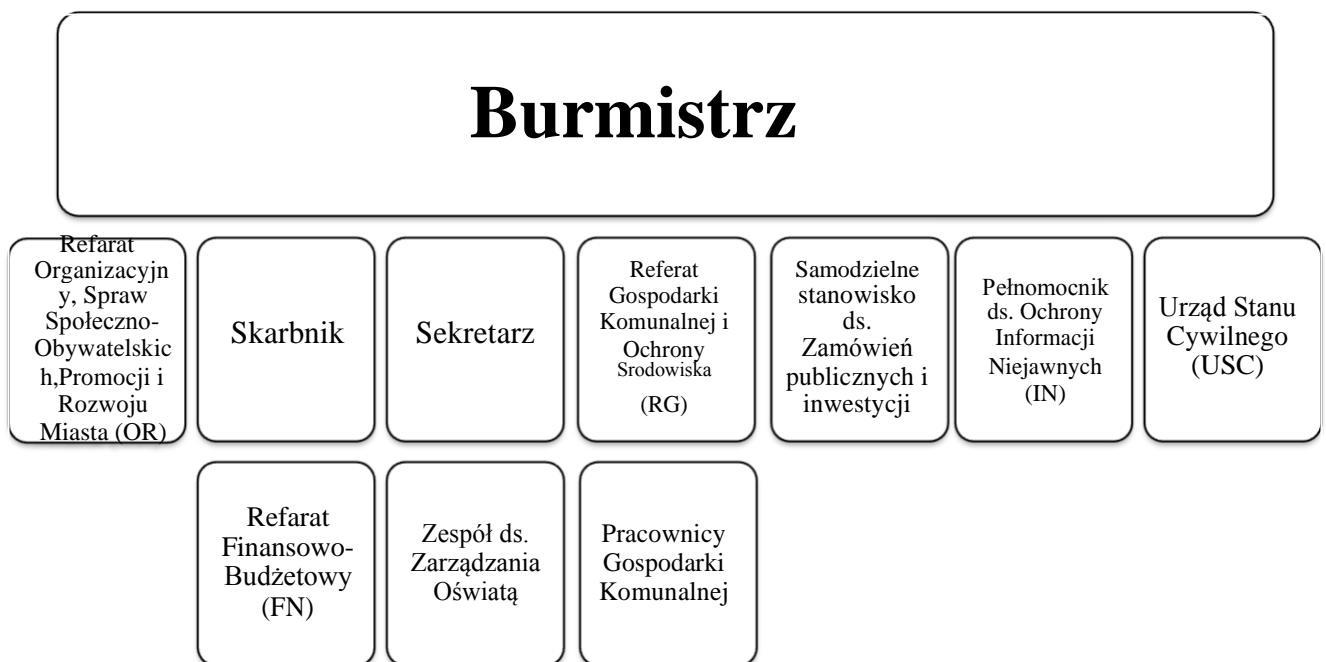 Burmistrz
Refarat
Organizacyjn
y, Spraw
Społeczno-
Obywatelskic
h,Promocji i
Rozwoju
Miasta (OR)
Skarbnik
Sekretarz
Referat
Gospodarki
Komunalnej i
Ochrony
Srodowiska
(RG)
Samodzielne
stanowisko
ds.
Zamówień
publicznych i
inwestycji
Pełnomocnik
ds. Ochrony
Informacji
Niejawnych
(IN)
Urząd Stanu
Cywilnego
(USC)
Refarat
Finansowo-
Budżetowy
(FN)
Zespół ds.
Zarządzania
Oświatą
Pracownicy
Gospodarki
Komunalnej